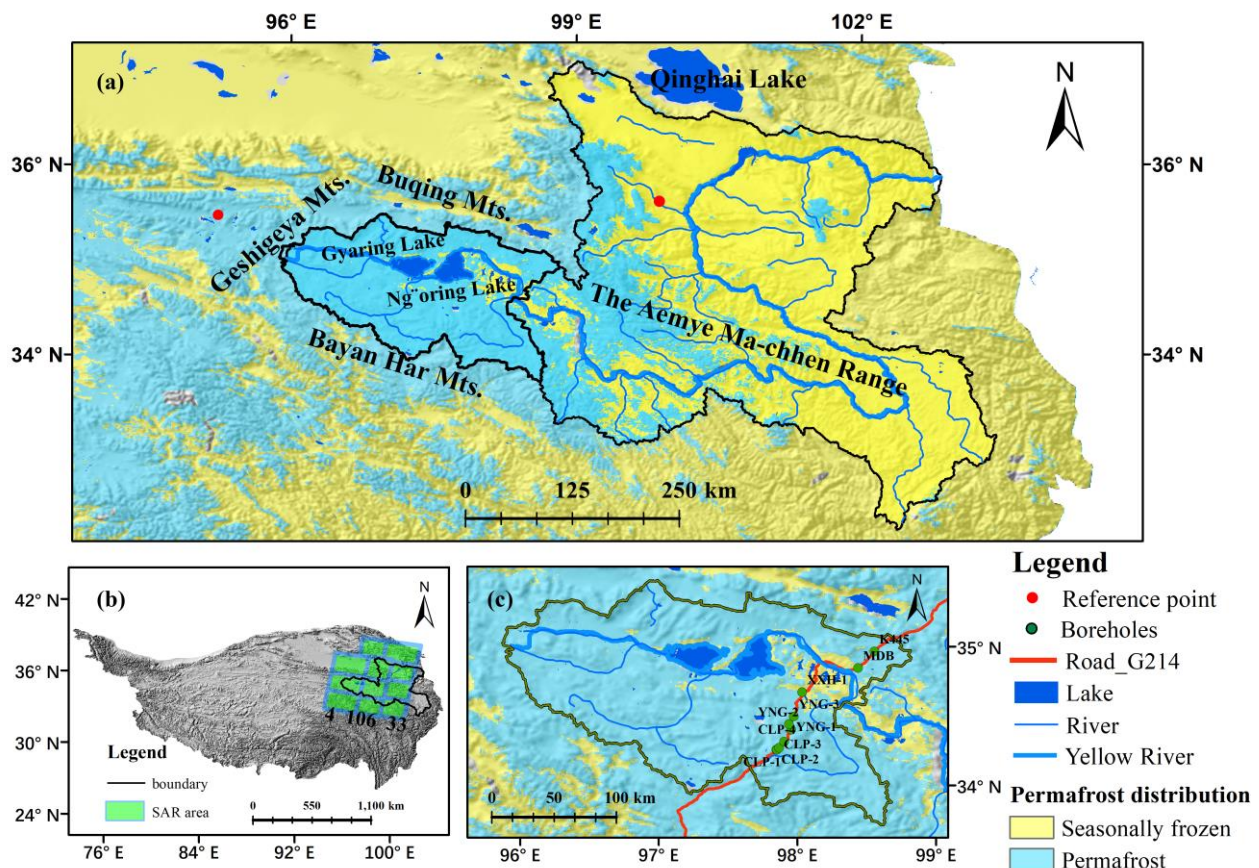 96° E 99° E 102° E
(a)
Qinghai Lake
N
36° N 36° N
Buqing Mts.
Geshigeya Mts.
Gyaring Lake
Ng¨oring Lake
The Aemye Ma-chhen Range
34° N 34° N
Bayan Har Mts.
0 125 250 km
42° N
(b)
N
36° N
30° N
24° N
4 106 33
Legend
boundary
SAR area
0 550 1,100 km
76° E 84° E 92° E 100° E
(c)
N
K445
MDB
XXH-1
YNG-2 YNG-3
CLP-4 YNG-1
CLP-3
CLP-1 CLP-2
35° N
34° N
0 50 100 km
96° E 97° E 98° E 99° E
Legend
Reference point
Boreholes
Road_G214
Lake
River
Yellow River
Permafrost distribution
Seasonally frozen
Permafrost